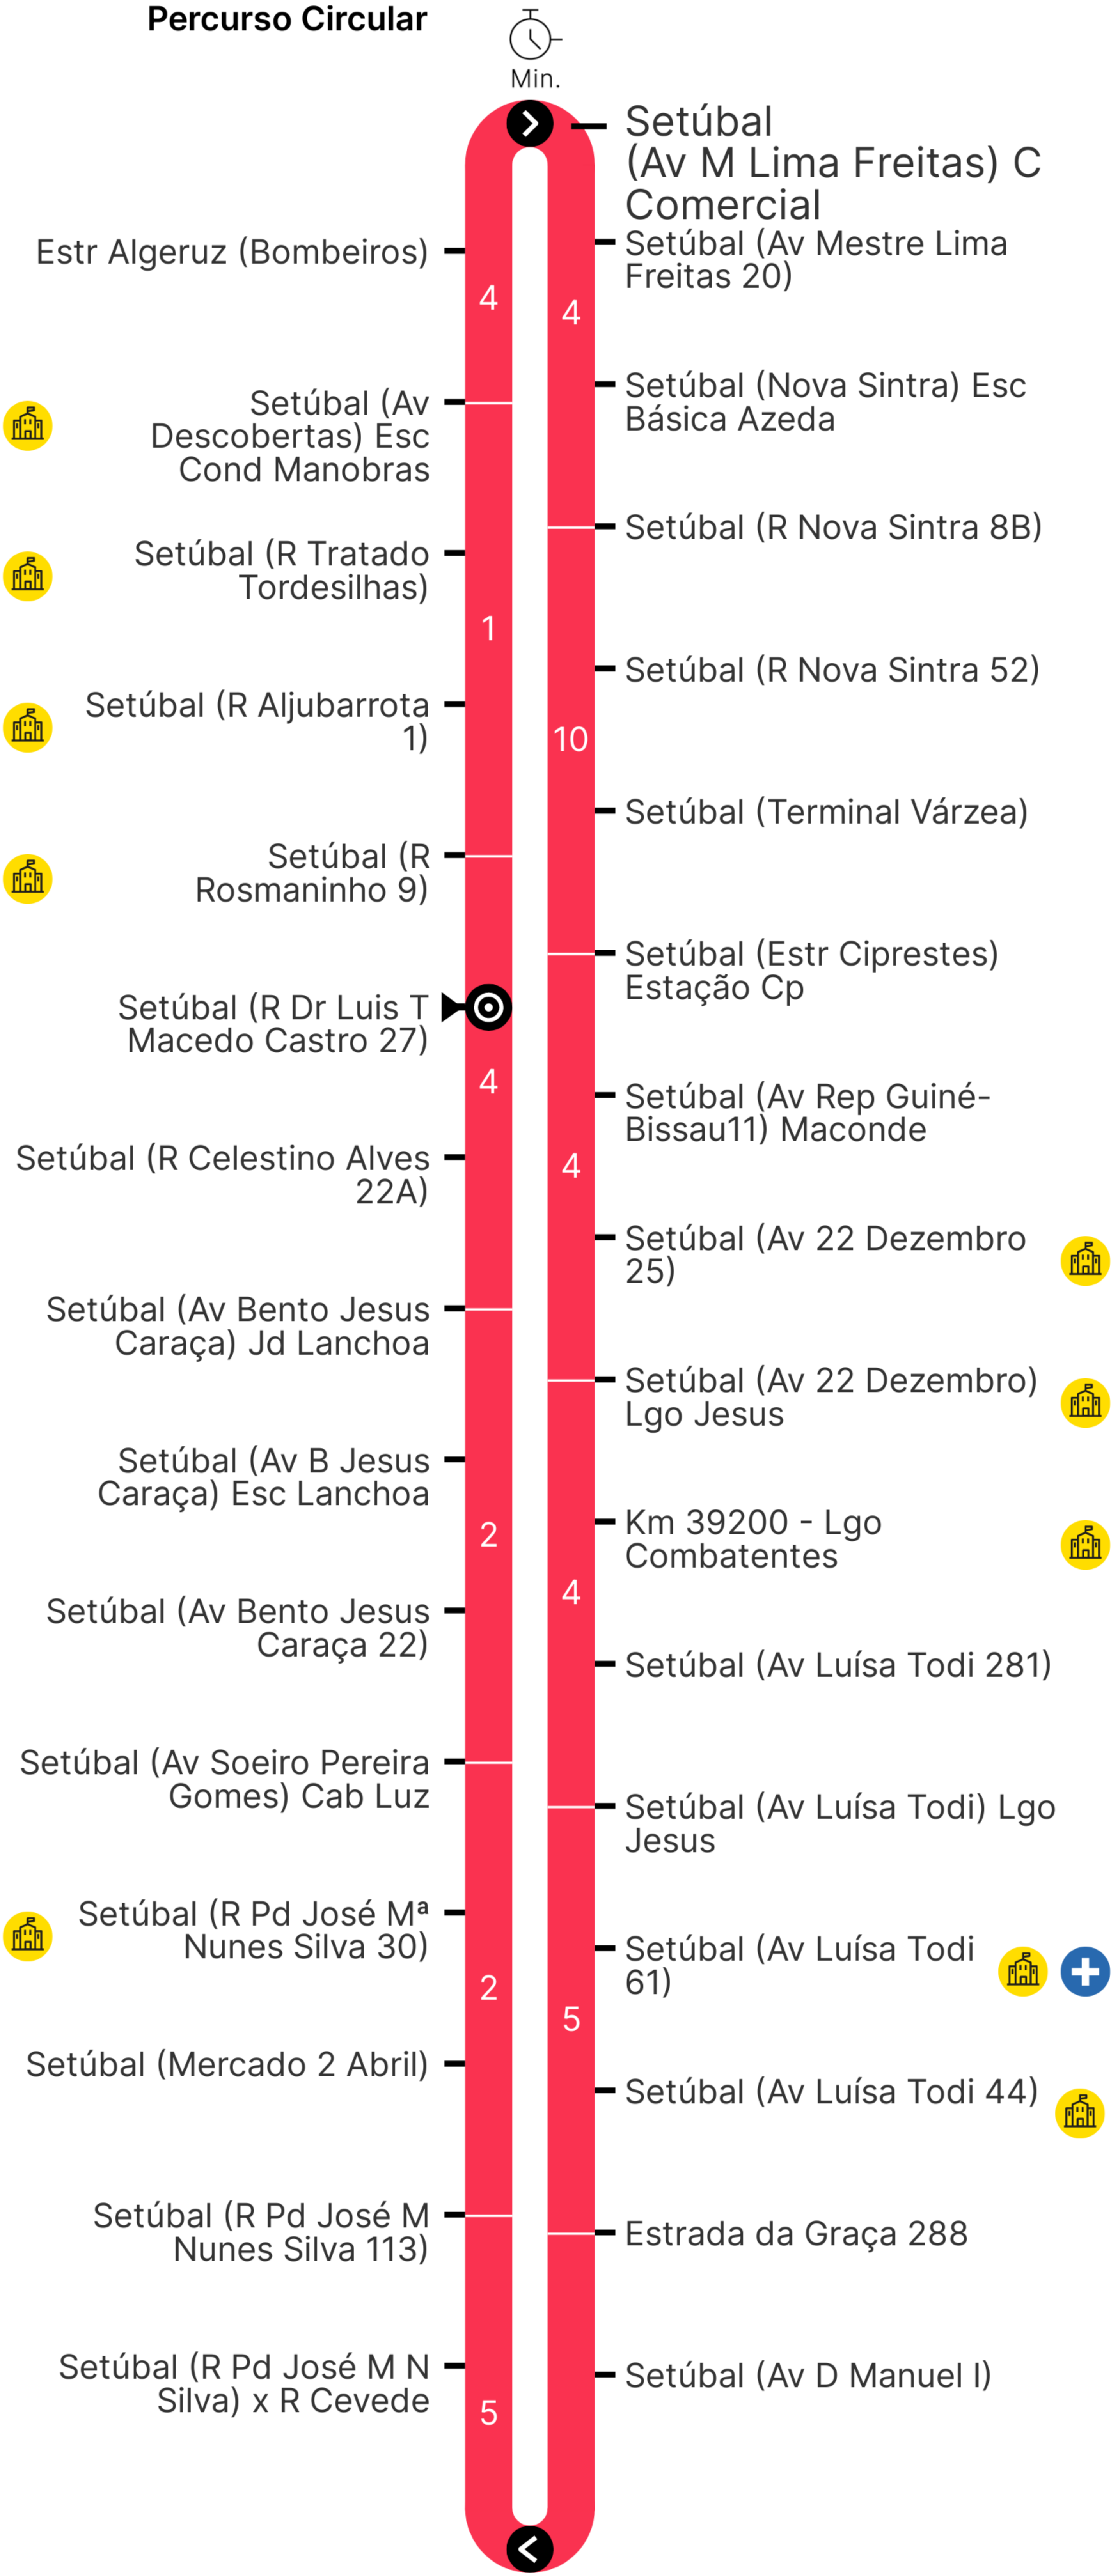 Percurso Circular
Min.
Setúbal
(Av M Lima Freitas) C
Comercial
Setúbal (Av Mestre Lima
Freitas 20)
4
Setúbal (Nova Sintra) Esc
Básica Azeda
Setúbal (R Nova Sintra 8B)
Setúbal (R Nova Sintra 52)
10
Setúbal (Terminal Várzea)
Setúbal (Estr Ciprestes)
Estação Cp
Setúbal (Av Rep Guiné-
Bissau11) Maconde
4
Setúbal (Av 22 Dezembro
25)
Setúbal (Av 22 Dezembro)
Lgo Jesus
Km 39200 - Lgo
Combatentes
4
Setúbal (Av Luísa Todi 281)
Setúbal (Av Luísa Todi) Lgo
Jesus
Setúbal (Av Luísa Todi
61)
5
Setúbal (Av Luísa Todi 44)
Estrada da Graça 288
Setúbal (Av D Manuel I)
Estr Algeruz (Bombeiros)
4
Setúbal (Av
Descobertas) Esc
Cond Manobras
Setúbal (R Tratado
Tordesilhas)
1
Setúbal (R Aljubarrota
1)
Setúbal (R
Rosmaninho 9)
Setúbal (R Dr Luis T
Macedo Castro 27)
4
Setúbal (R Celestino Alves
22A)
Setúbal (Av Bento Jesus
Caraça) Jd Lanchoa
Setúbal (Av B Jesus
Caraça) Esc Lanchoa
2
Setúbal (Av Bento Jesus
Caraça 22)
Setúbal (Av Soeiro Pereira
Gomes) Cab Luz
Setúbal (R Pd José Mª
Nunes Silva 30)
2
Setúbal (Mercado 2 Abril)
Setúbal (R Pd José M
Nunes Silva 113)
Setúbal (R Pd José M N
Silva) x R Cevede
5